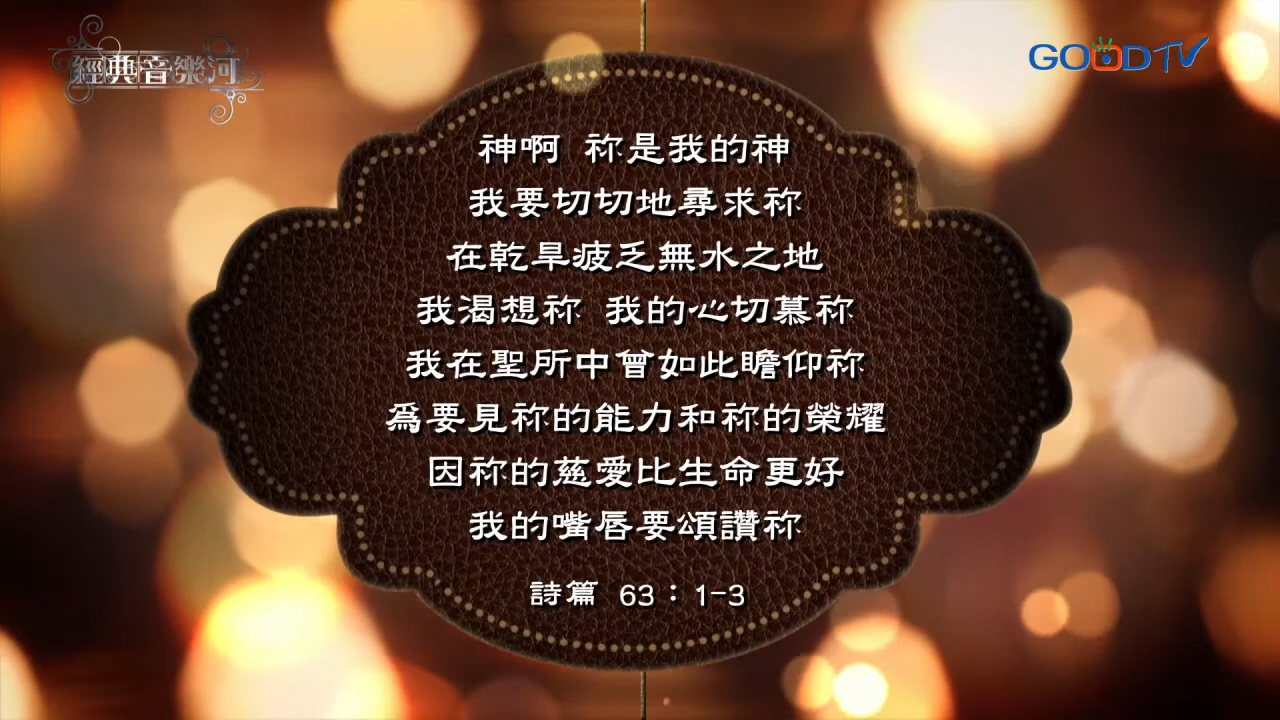 經典音樂河
GOODTV
神啊 祢是我的神
我要切切地尋求祢
在乾旱疲乏無水之地
我渴想祢 我的心切慕祢
我在聖所中曾如此瞻仰祢
為要見祢的能力和祢的榮耀
因祢的慈愛比生命更好
我的嘴唇要頌讚祢
詩篇 63：1-3